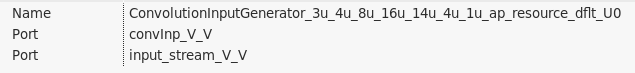 Name ConvolutionInputGenerator_3u_4u_8u_16u_14u_4u_1u_ap_resource_dflt_U0
Port convInp_V_V
Port input_stream_V_V